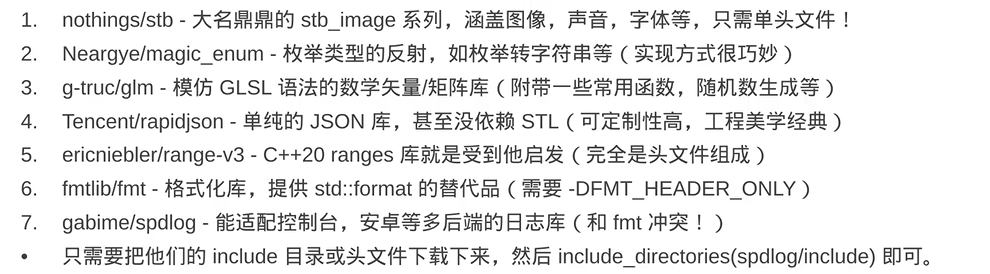 1. nothings/stb - 大名鼎鼎的 stb_image 系列，涵盖图像，声音，字体等，只需单头文件！
2. Neargye/magic_enum - 枚举类型的反射，如枚举转字符串等（实现方式很巧妙）
3. g-truc/glm - 模仿 GLSL 语法的数学矢量/矩阵库（附带一些常用函数，随机数生成等）
4. Tencent/rapidjson - 单纯的 JSON 库，甚至没依赖 STL（可定制性高，工程美学经典）
5. ericniebler/range-v3 - C++20 ranges 库就是受到他启发（完全是头文件组成）
6. fmtlib/fmt - 格式化库，提供 std::format 的替代品（需要 -DFMT_HEADER_ONLY）
7. gabime/spdlog - 能适配控制台，安卓等多后端的日志库（和 fmt 冲突！）
• 只需要把他们的 include 目录或头文件下载下来，然后 include_directories(spdlog/include) 即可。